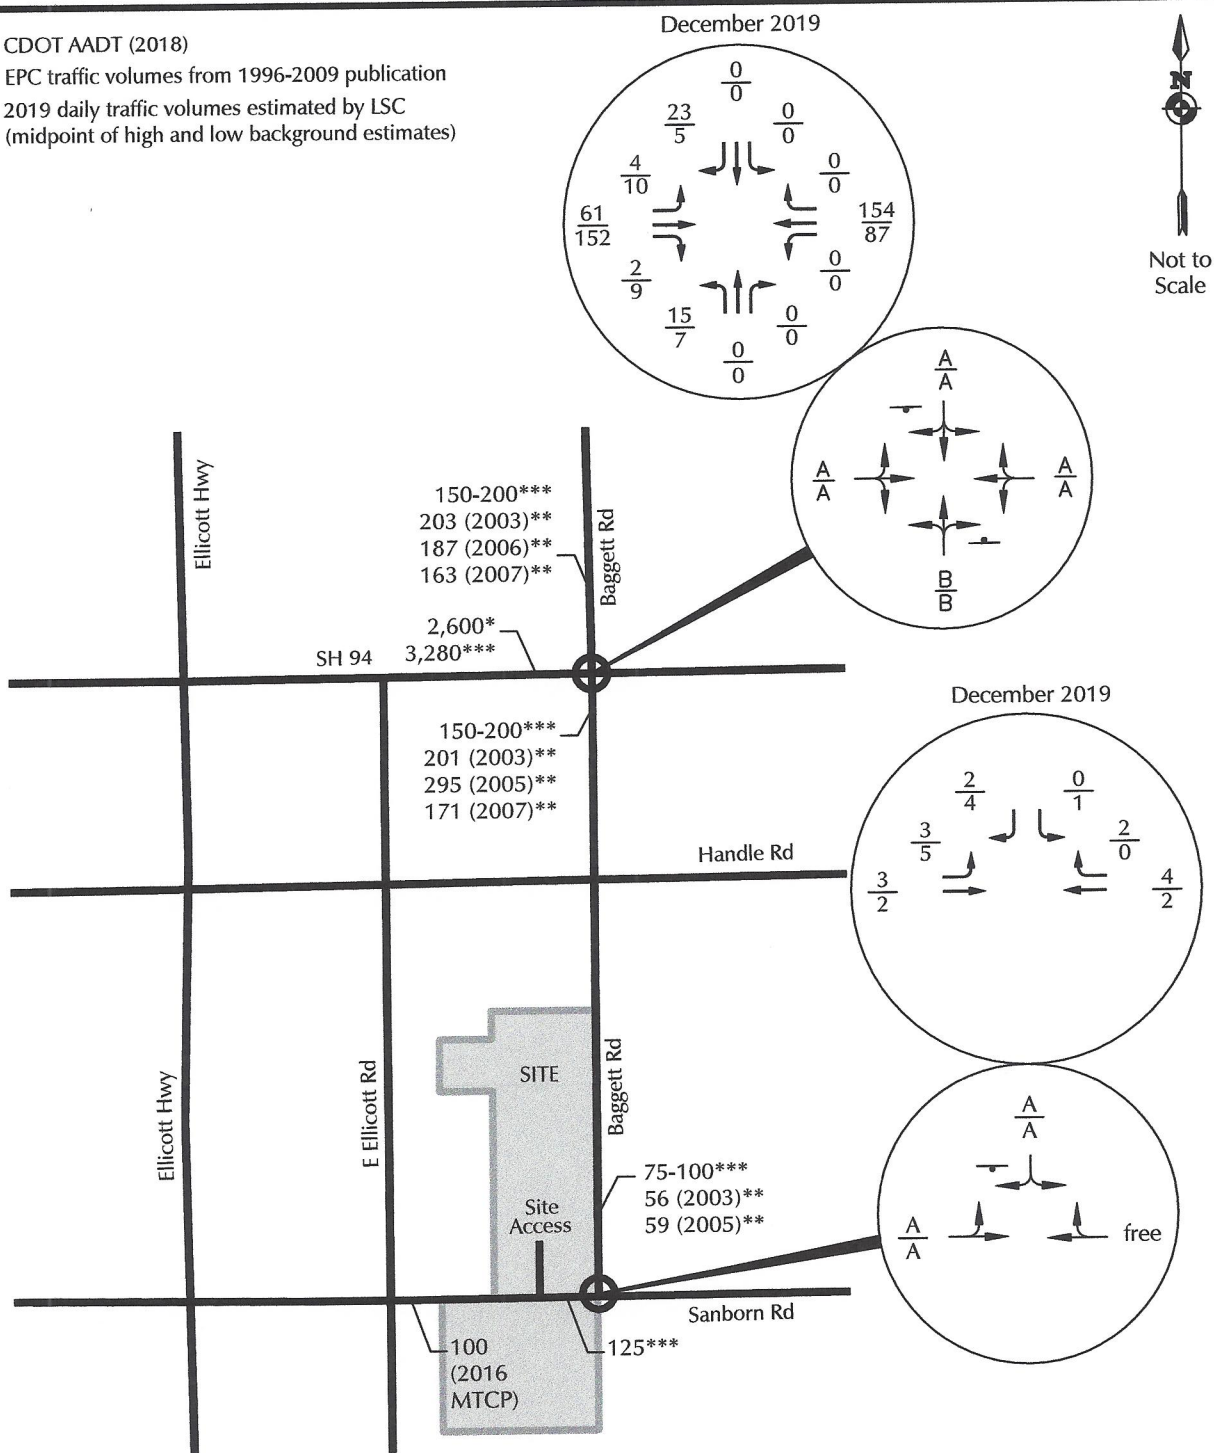 CDOT AADT (2018)
EPC traffic volumes from 1996-2009 publication
2019 daily traffic volumes estimated by LSC
(midpoint of high and low background estimates)
December 2019
0
0
23
5
0
0
4
10
0
0
61
152
154
87
2
9
0
0
15
7
0
0
0
0
N
Not to
Scale
A
A
A
A
A
A
B
B
Ellicott Hwy
150-200***
203 (2003)**
187 (2006)**
163 (2007)**
Baggett Rd
2,600*
SH 94 3,280***
150-200***
201 (2003)**
295 (2005)**
171 (2007)**
Handle Rd
December 2019
2
4
0
1
3
5
2
0
3
2
4
2
Ellicott Hwy
E Ellicott Rd
SITE
Baggett Rd
Site
Access
75-100***
56 (2003)**
59 (2005)**
A
A
A
A
free
Sanborn Rd
100
(2016
MTCP)
125***